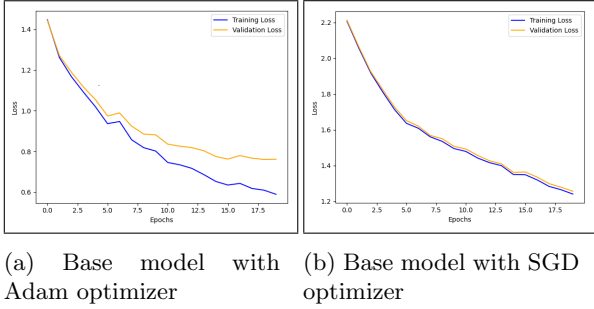 Training Loss
Validation Loss
1.4
1.2
1.0
0.8
0.6
Loss
0.0 2.5 5.0 7.5 10.0 12.5 15.0 17.5
Epochs
Training Loss
Validation Loss
2.2
2.0
1.8
1.6
1.4
1.2
Loss
0.0 2.5 5.0 7.5 10.0 12.5 15.0 17.5
Epochs
(a) Base model with
Adam optimizer
(b) Base model with SGD
optimizer